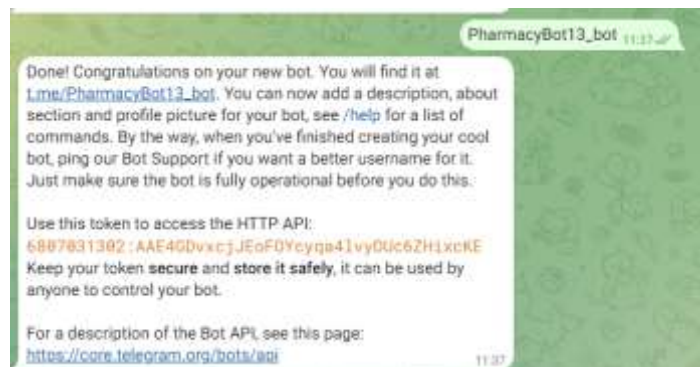 PharmacyBot13_bot 11:37
Done! Congratulations on your new bot. You will find it at
t.me/PharmacyBot13_bot. You can now add a description, about
section and profile picture for your bot, see /help for a list of
commands. By the way, when you've finished creating your cool
bot, ping our Bot Support if you want a better username for it.
Just make sure the bot is fully operational before you do this.
Use this token to access the HTTP API:
Keep your token secure and store it safely, it can be used by
anyone to control your bot.
For a description of the Bot API, see this page:
https://core.telegram.org/bots/api 11:37